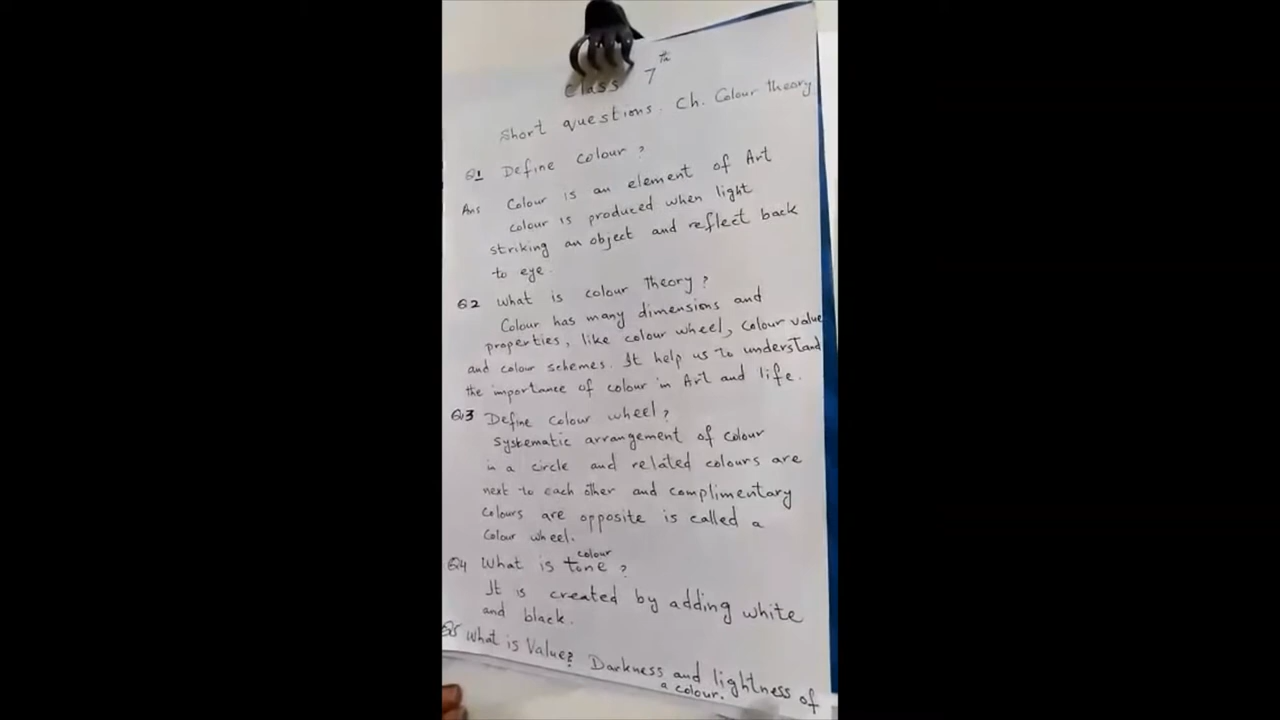 Class 7th
Short questions. Ch. Colour Theory
Q1 Define colour?
Ans Colour is an element of Art
colour is produced when light
striking an object and reflect back
to eye.
Q2 What is colour Theory?
Colour has many dimensions and
properties, like colour wheel, colour value
and colour schemes. It help us to understand
the importance of colour in Art and life.
Q.3 Define Colour wheel?
Systematic arrangement of colour
in a circle and related colours are
next to each other and complimentary
colours are opposite is called a
colour wheel.
colour
Q4 What is tone?
It is created by adding white
and black.
Q5 What is Value? Darkness and lightness of
a colour.